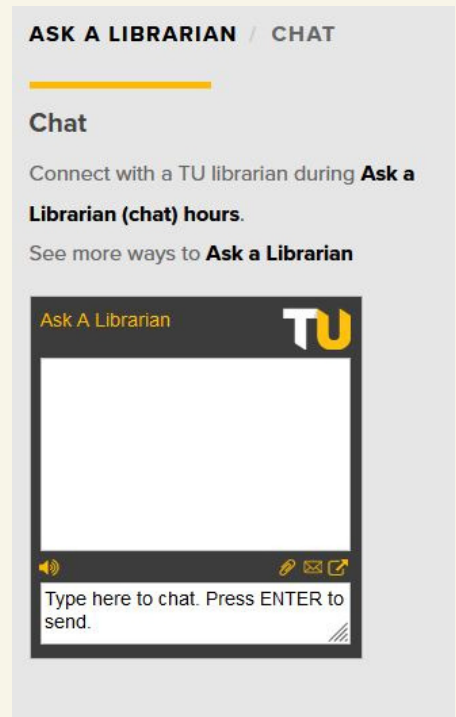 ASK A LIBRARIAN / CHAT
Chat
Connect with a TU librarian during Ask a
Librarian (chat) hours.
See more ways to Ask a Librarian
Ask A Librarian TU
Type here to chat. Press ENTER to
send.